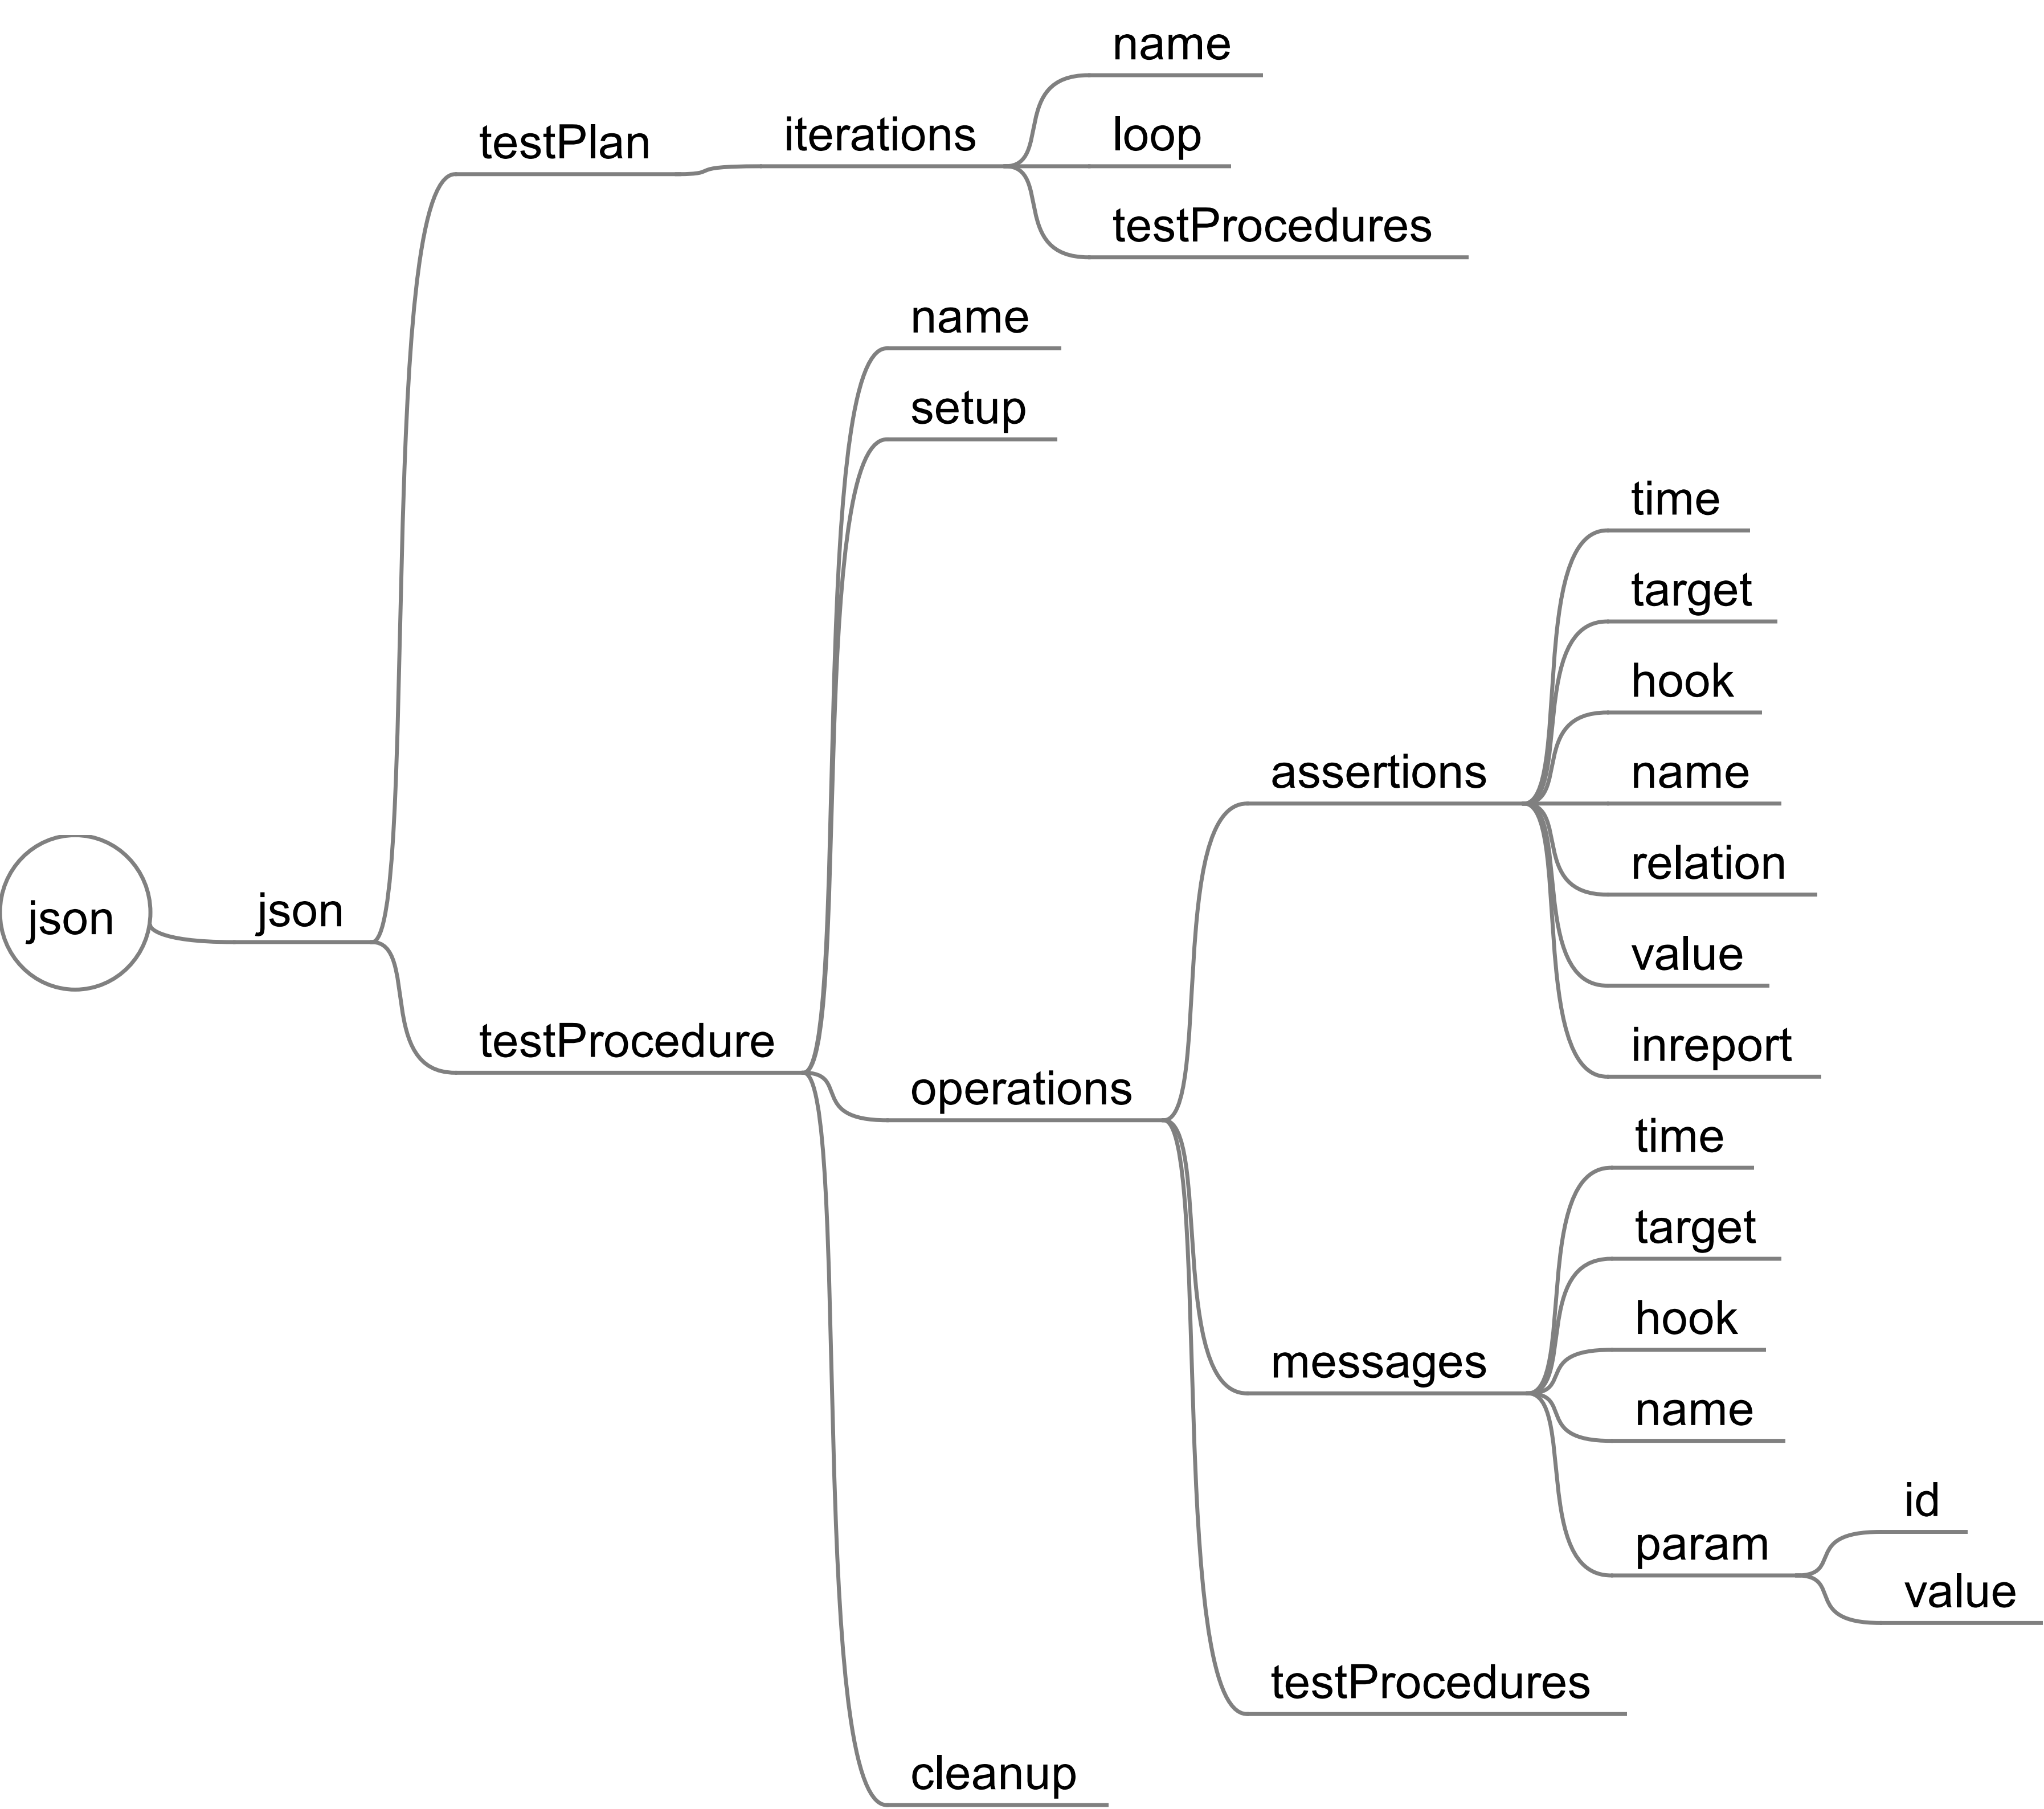 name
testPlan
iterations
loop
testProcedures
name
setup
time
target
hook
assertions
name
relation
json
json
value
testProcedure
inreport
operations
time
target
hook
messages
name
id
param
value
testProcedures
cleanup